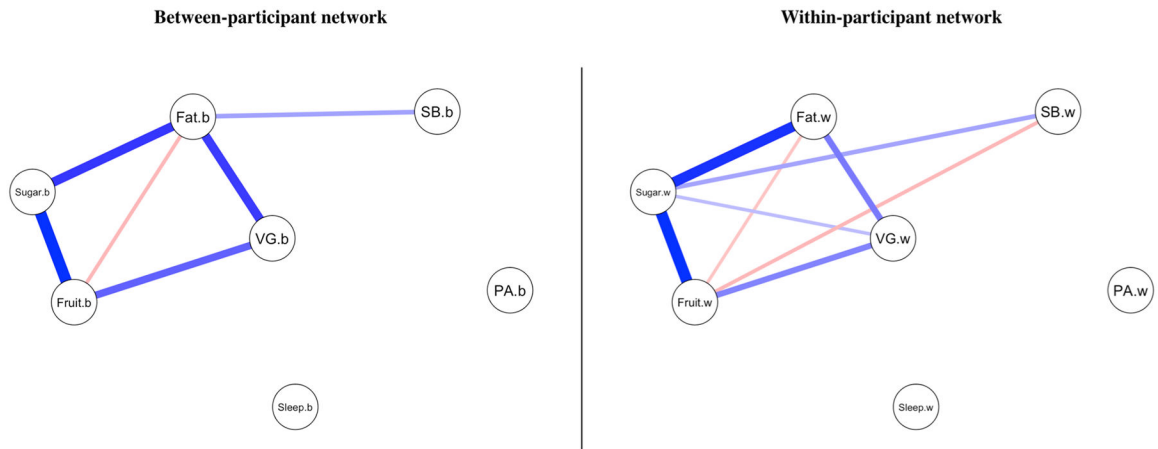 Between-participant network
Within-participant network
Fat.b
SB.b
Sugar.b
VG.b
PA.b
Fruit.b
Sleep.b
Fat.w
SB.w
Sugar.w
VG.w
PA.w
Fruit.w
Sleep.w